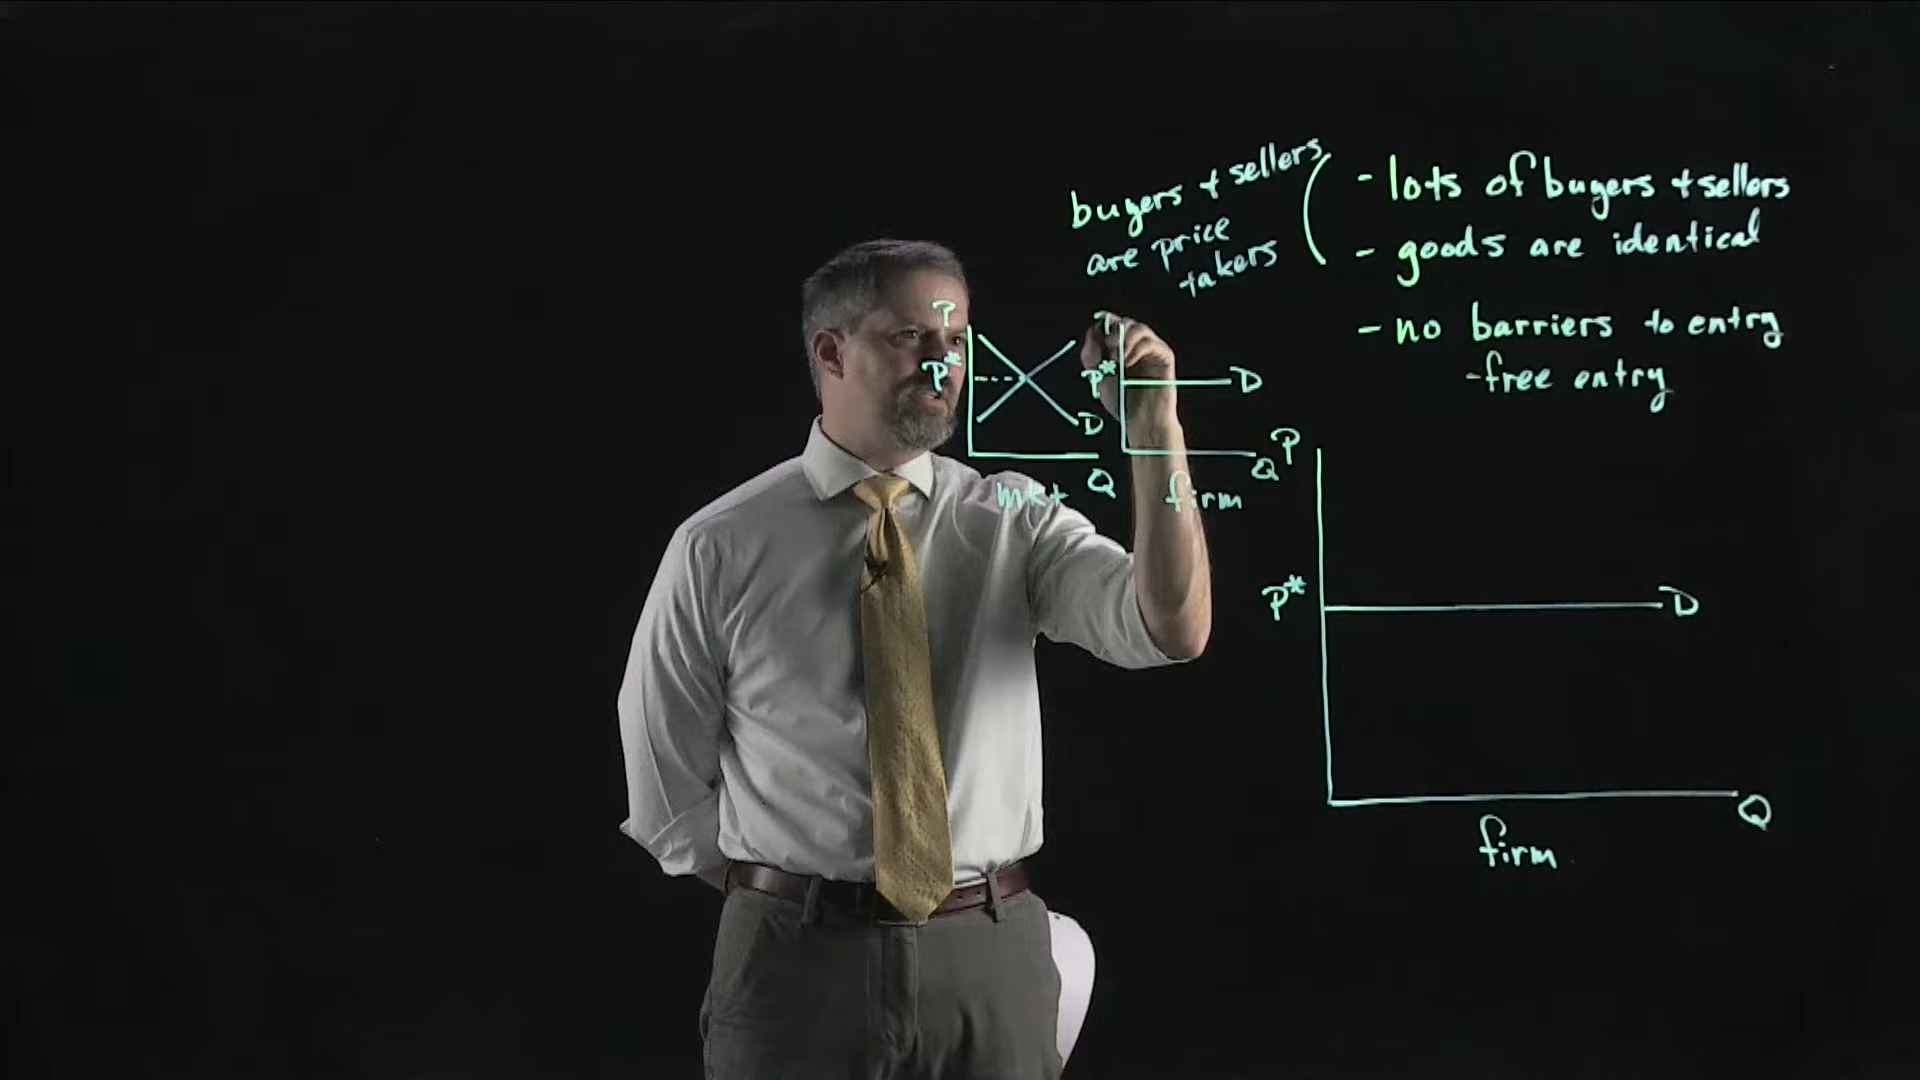 buyers + sellers
are price
takers
- lots of buyers + sellers
- goods are identical
- no barriers to entry
- free entry
P
P*
D
Q
mkt
P
P*
D
Q
firm
P
P*
D
Q
firm